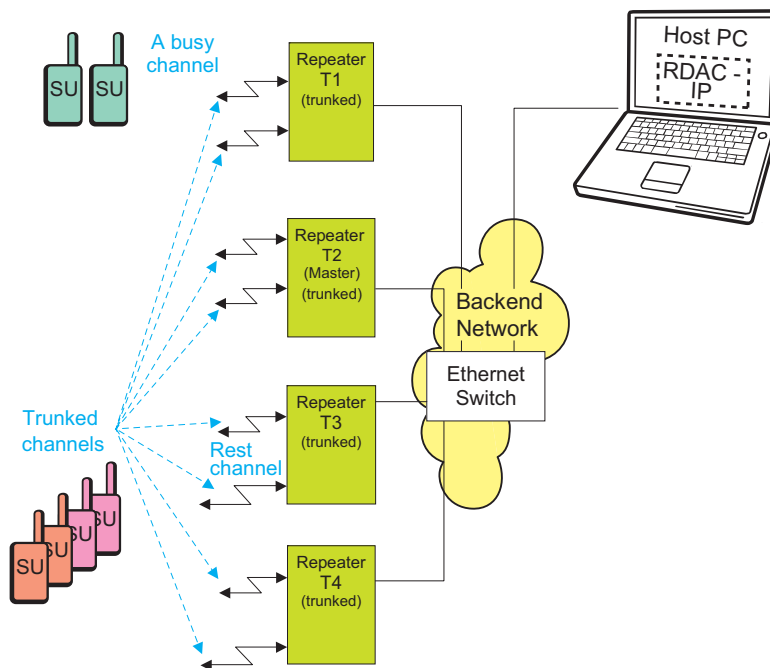 A busy
channel
SU
SU
Repeater
T1
(trunked)
Host PC
RDAC -
IP
Repeater
T2
(Master)
(trunked)
Backend
Network
Ethernet
Switch
Repeater
T3
(trunked)
Trunked
channels
Rest
channel
SU
SU
SU
SU
Repeater
T4
(trunked)